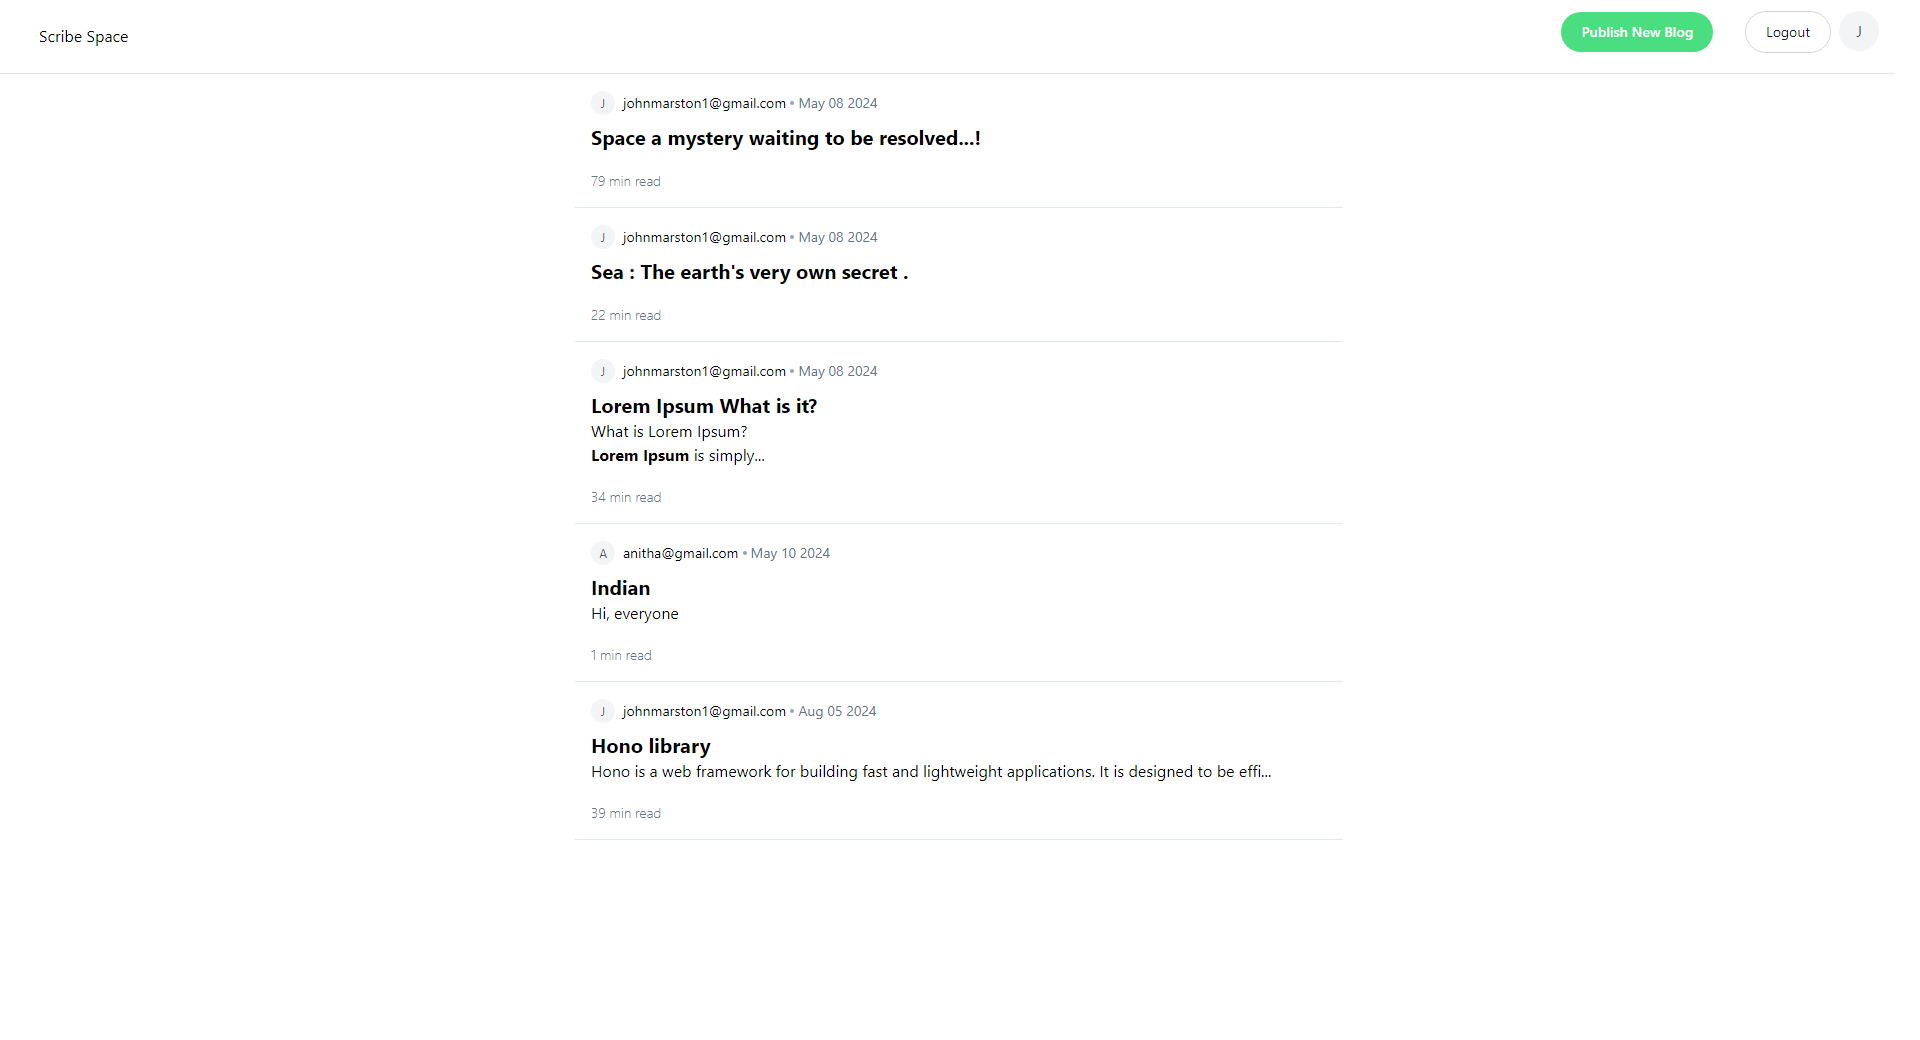 Scribe Space
Publish New Blog
Logout
J
J johnmarston1@gmail.com • May 08 2024
Space a mystery waiting to be resolved...!
79 min read
J johnmarston1@gmail.com • May 08 2024
Sea : The earth's very own secret .
22 min read
J johnmarston1@gmail.com • May 08 2024
Lorem Ipsum What is it?
What is Lorem Ipsum?
Lorem Ipsum is simply...
34 min read
A anitha@gmail.com • May 10 2024
Indian
Hi, everyone
1 min read
J johnmarston1@gmail.com • Aug 05 2024
Hono library
Hono is a web framework for building fast and lightweight applications. It is designed to be effi...
39 min read